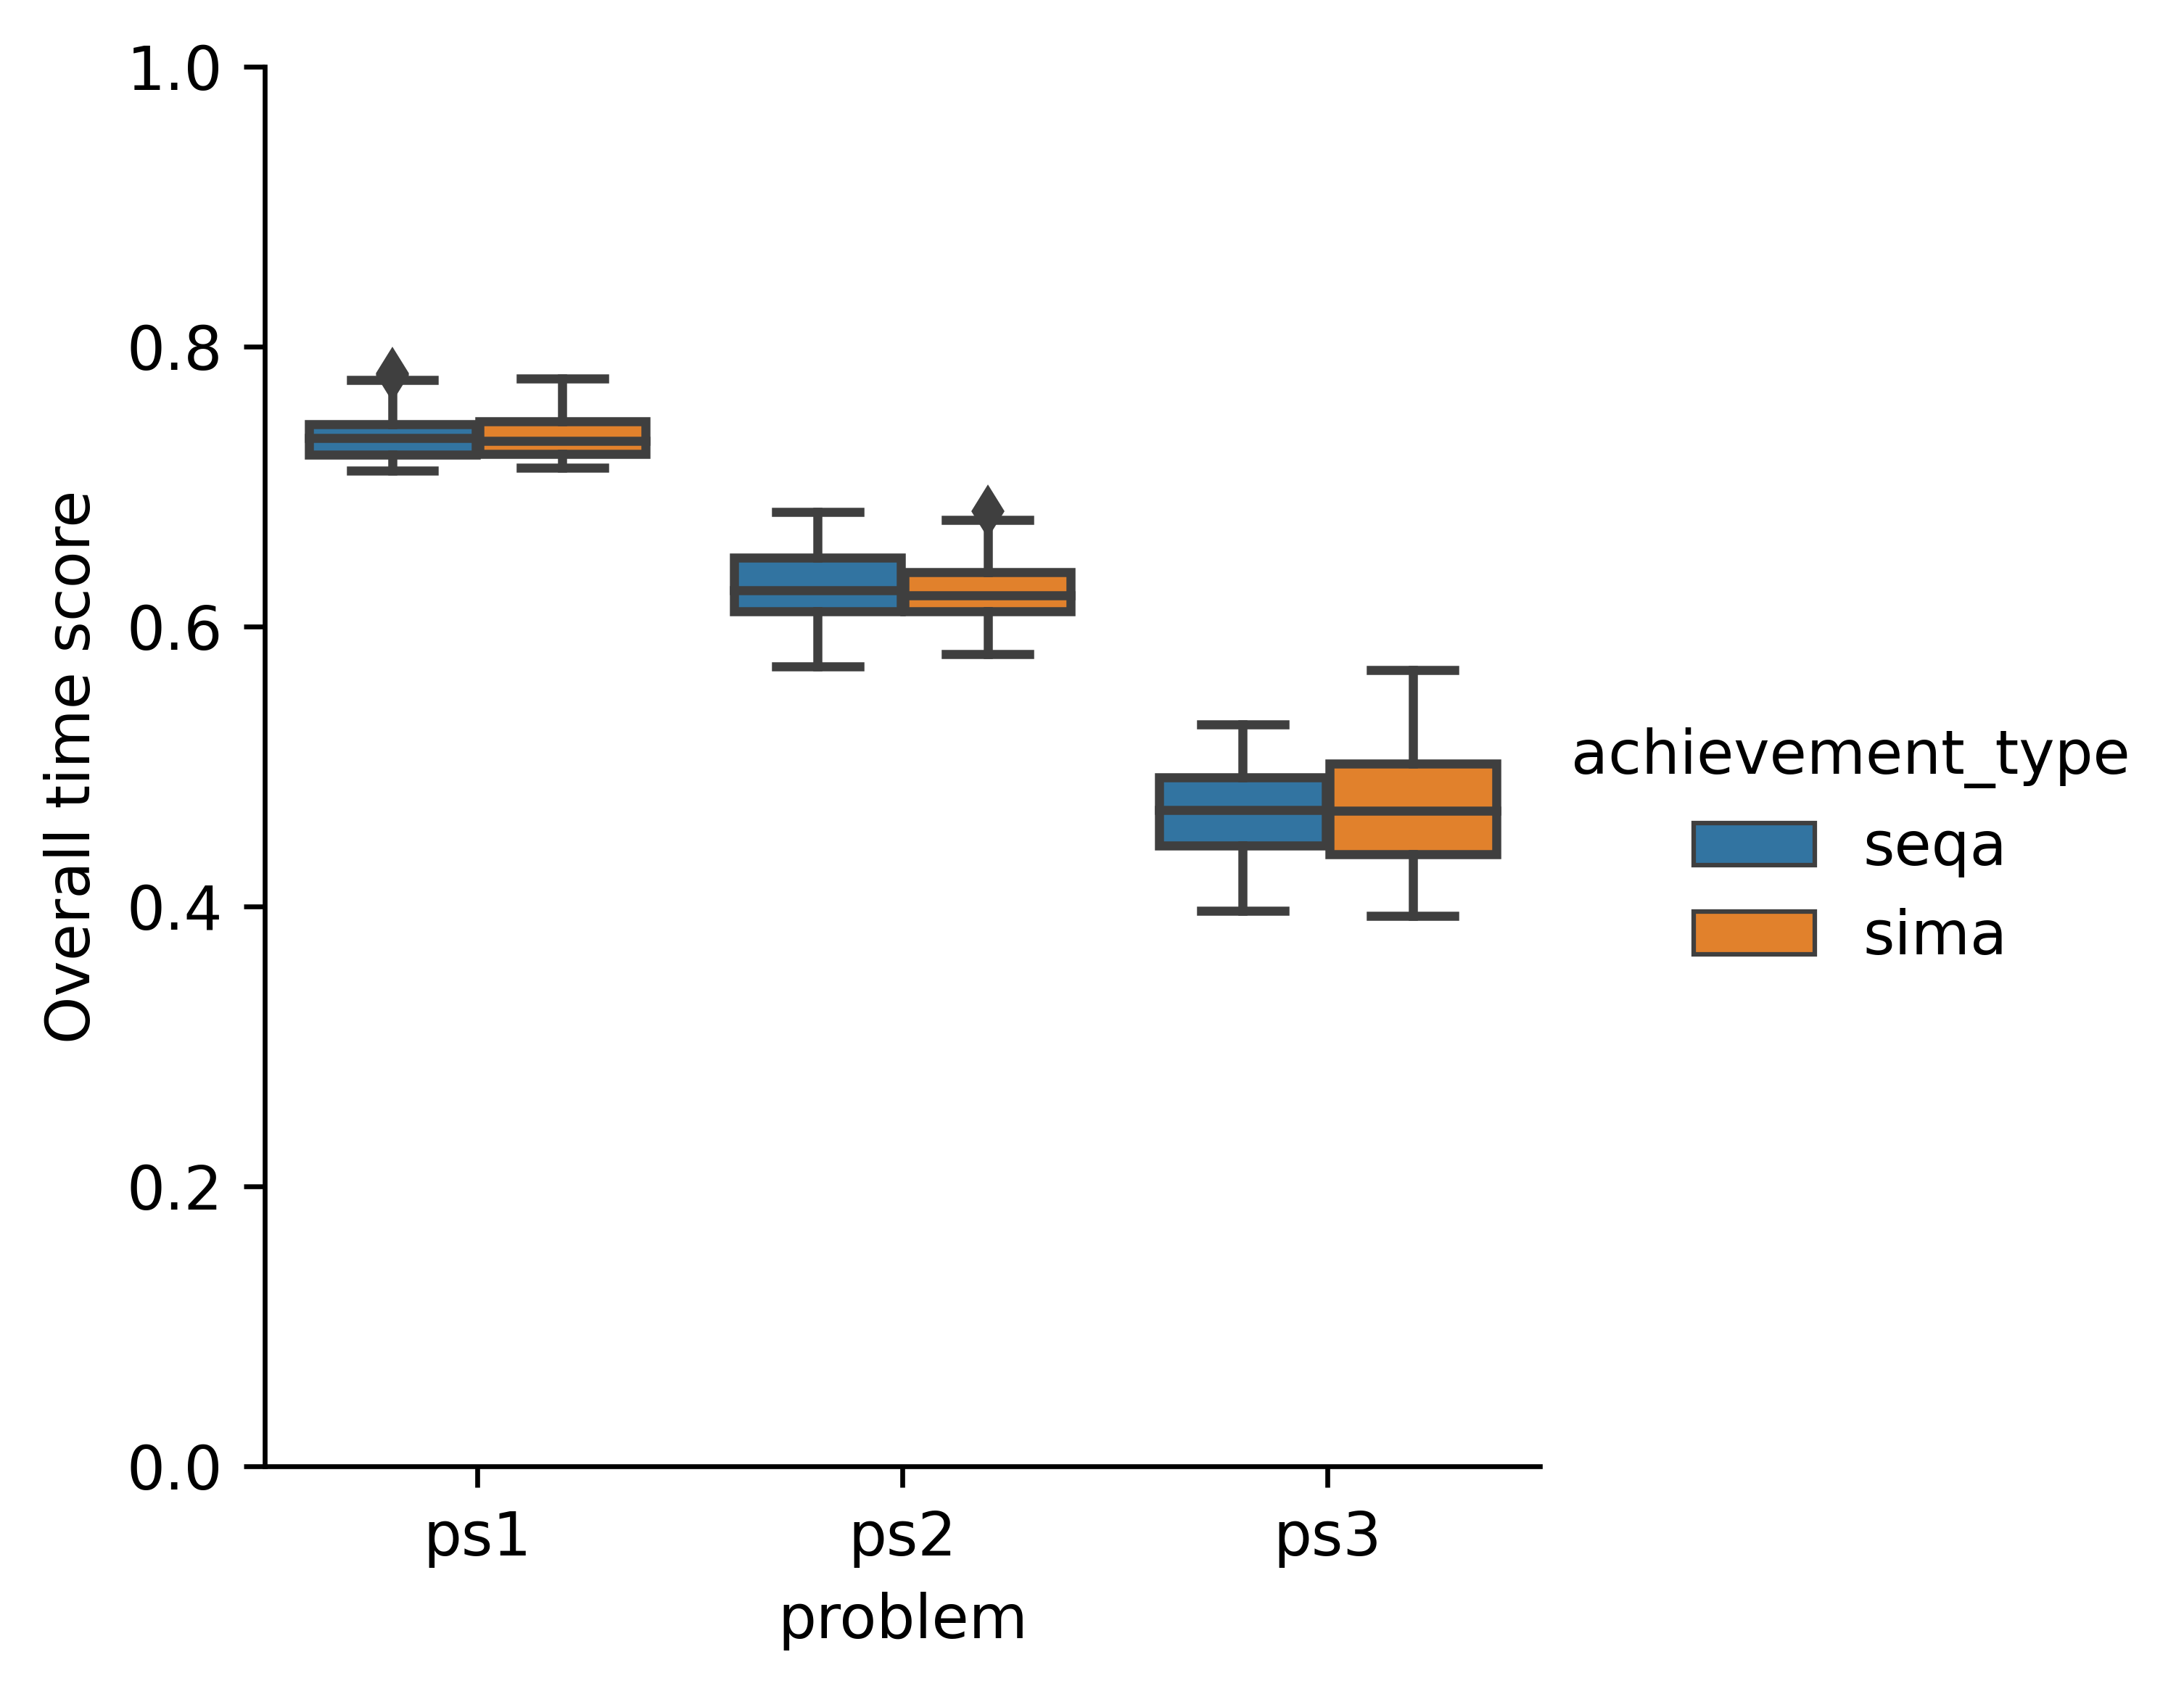 Overall time score
1.0
0.8
0.6
0.4
0.2
0.0
ps1 ps2 ps3
problem
achievement_type
seqa
sima